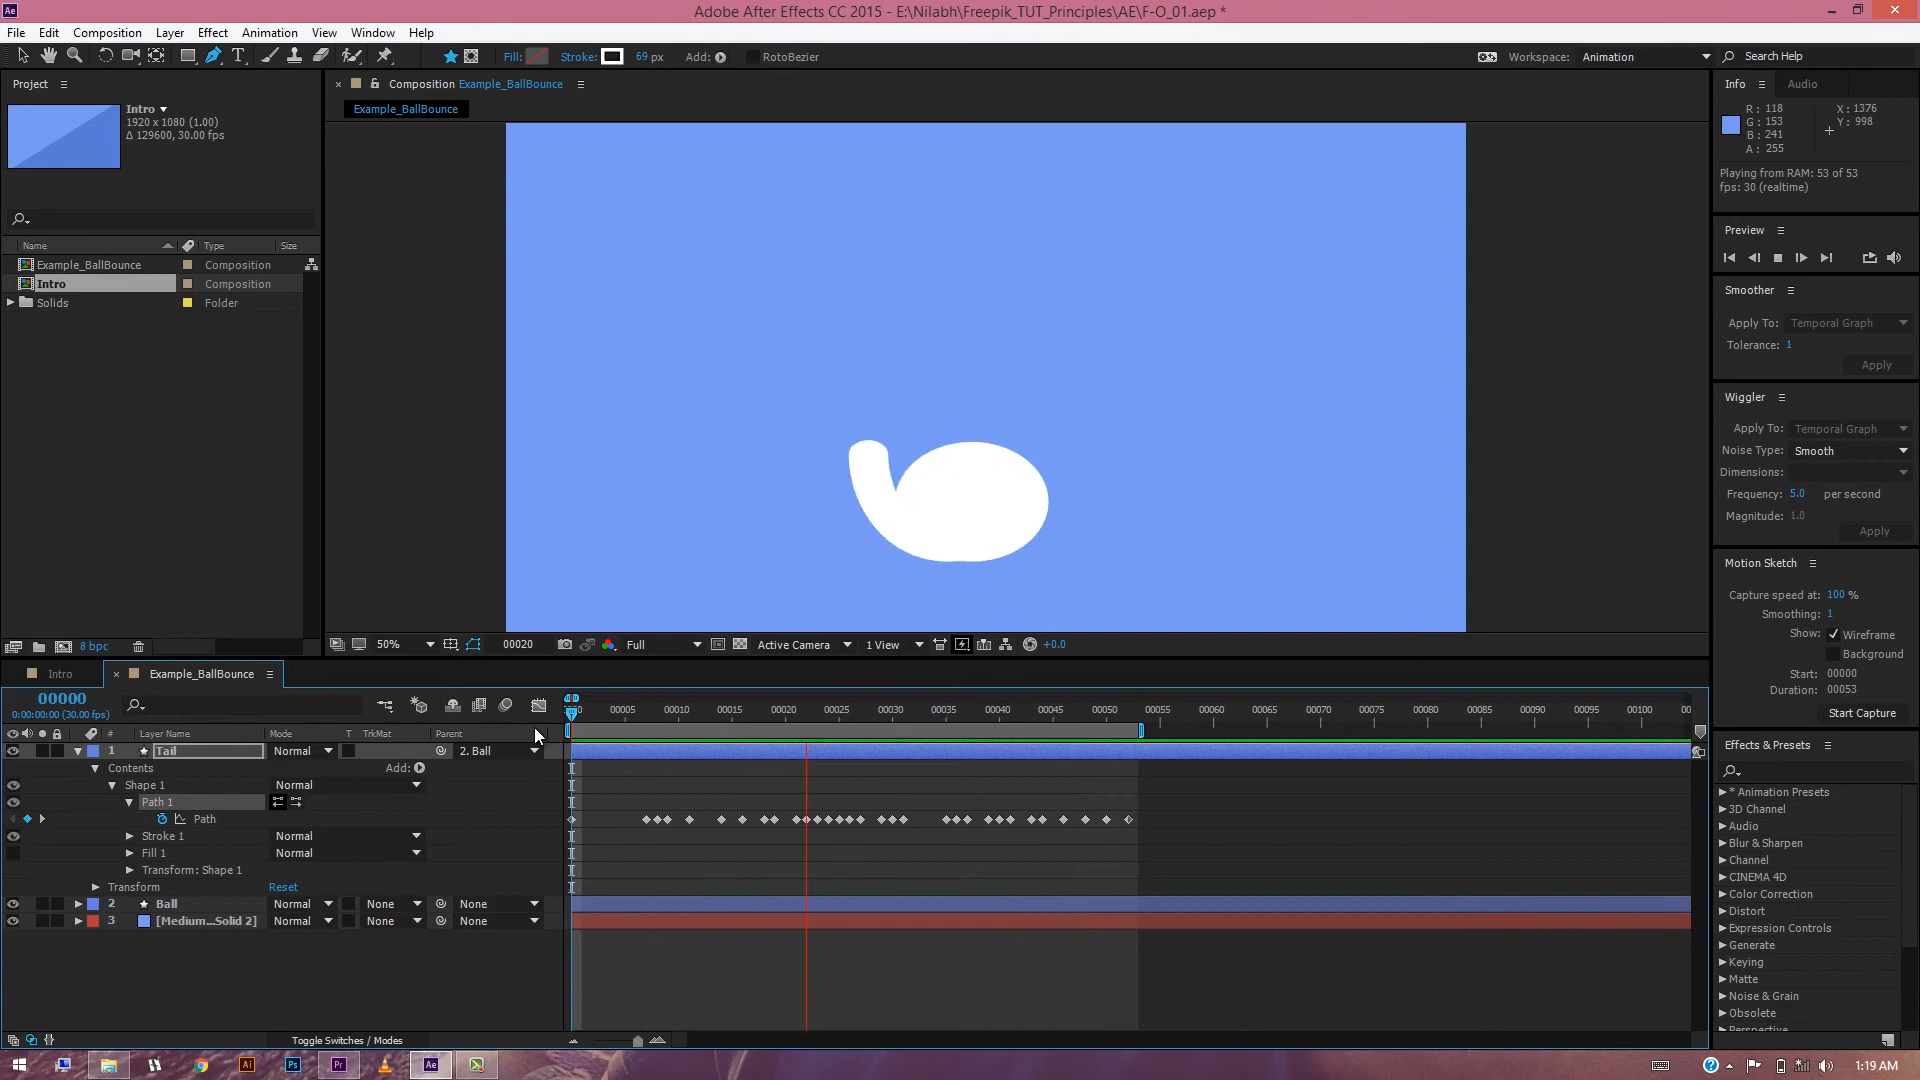 Adobe After Effects CC 2015 - E:\Nilabh\Freepik_TUT_Principles\AE\F-O_01.aep *
File Edit Composition Layer Effect Animation View Window Help
Fill: Stroke: 69 px Add: RotoBezier Workspace: Animation Search Help
Project
Intro
1920 x 1080 (1.00)
Δ 129600, 30.00 fps
Name Type Size
Example_BallBounce Composition
Intro Composition
Solids Folder
8 bpc
Composition Example_BallBounce
Example_BallBounce
50% 00020 Full Active Camera 1 View +0.0
Info Audio
R: 118 X: 1376
G: 153 Y: 998
B: 241
A: 255
Playing from RAM: 53 of 53
fps: 30 (realtime)
Preview
Smoother
Apply To: Temporal Graph
Tolerance: 1
Apply
Wiggler
Apply To: Temporal Graph
Noise Type: Smooth
Dimensions:
Frequency: 5.0 per second
Magnitude: 1.0
Apply
Motion Sketch
Capture speed at: 100 %
Smoothing: 1
Show: Wireframe
Background
Start: 00000
Duration: 00053
Start Capture
Effects & Presets
* Animation Presets
3D Channel
Audio
Blur & Sharpen
Channel
CINEMA 4D
Color Correction
Distort
Expression Controls
Generate
Keying
Matte
Noise & Grain
Obsolete
Perspective
Intro Example_BallBounce
00000
0:00:00:00 (30.00 fps)
00005 00010 00015 00020 00025 00030 00035 00040 00045 00050 00055 00060 00065 00070 00075 00080 00085 00090 00095 00100 00
# Layer Name Mode T TrkMat Parent
1 Tail Normal 2. Ball
Contents Add:
Shape 1 Normal
Path 1
Path
Stroke 1 Normal
Fill 1 Normal
Transform: Shape 1
Transform Reset
2 Ball Normal None None
3 [Medium...Solid 2] Normal None None
Toggle Switches / Modes
Ai Ps Pr Ae
1:19 AM